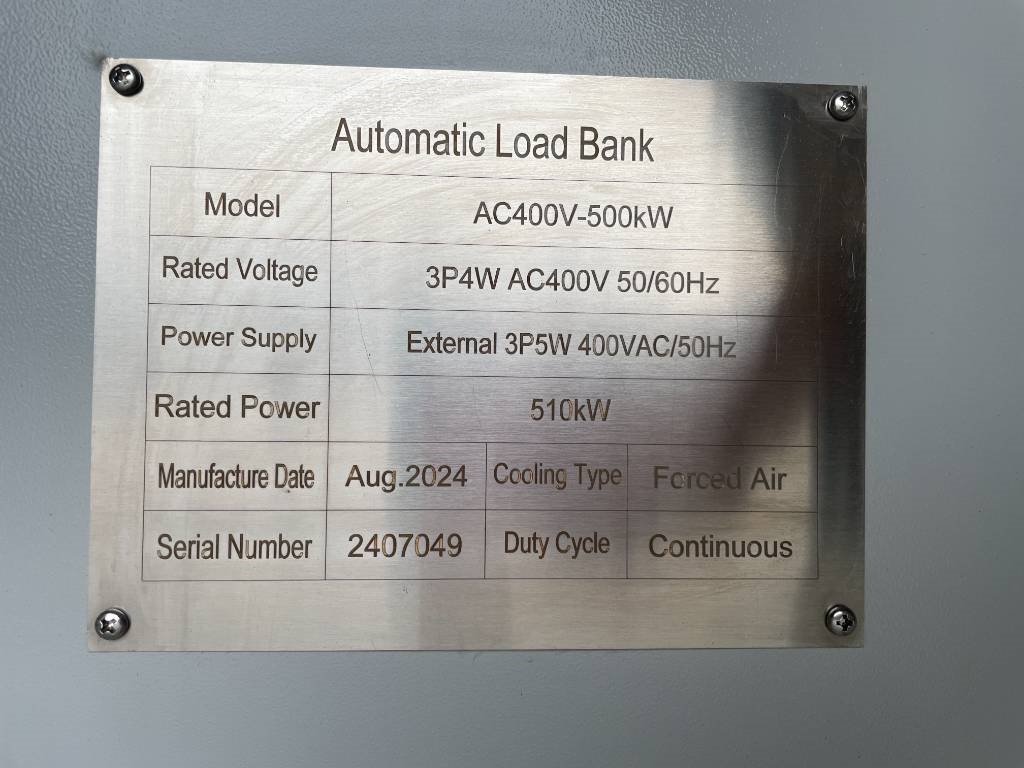 Automatic Load Bank
Model AC400V-500kW
Rated Voltage 3P4W AC400V 50/60Hz
Power Supply External 3P5W 400VAC/50Hz
Rated Power 510kW
Manufacture Date Aug.2024 Cooling Type Forced Air
Serial Number 2407049 Duty Cycle Continuous